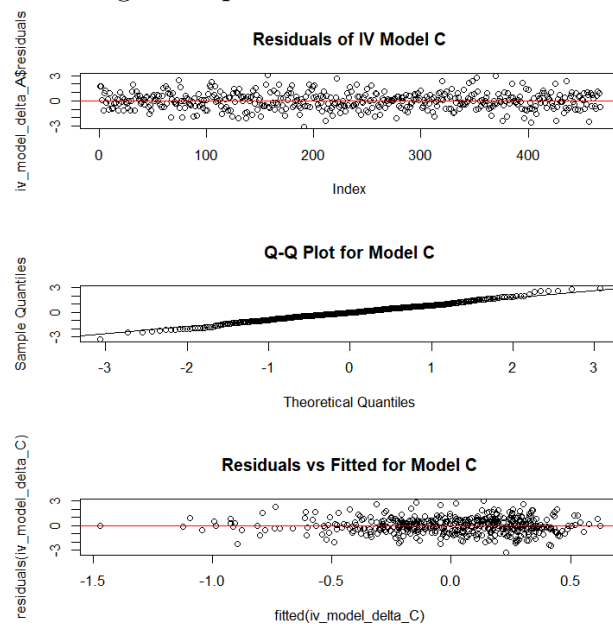 Residuals of IV Model C
iv_model_delta_A$residuals
3
0
-3
0
100
200
300
400
Index
Q-Q Plot for Model C
Sample Quantiles
3
0
-3
-3
-2
-1
0
1
2
3
Theoretical Quantiles
Residuals vs Fitted for Model C
residuals(iv_model_delta_C)
3
0
-3
-1.5
-1.0
-0.5
0.0
0.5
fitted(iv_model_delta_C)